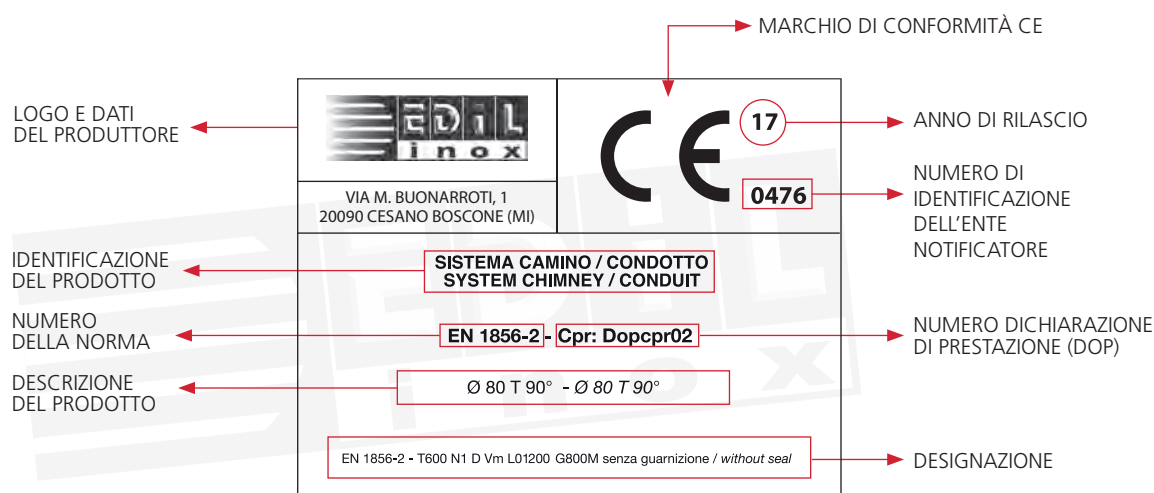 MARCHIO DI CONFORMITÀ CE
LOGO E DATI
DEL PRODUTTORE
EDiL
inox
CE
17
ANNO DI RILASCIO
VIA M. BUONARROTI, 1
20090 CESANO BOSCONE (MI)
0476
NUMERO DI
IDENTIFICAZIONE
DELL'ENTE
NOTIFICATORE
IDENTIFICAZIONE
DEL PRODOTTO
SISTEMA CAMINO / CONDOTTO
SYSTEM CHIMNEY / CONDUIT
NUMERO
DELLA NORMA
EN 1856-2 - Cpr: Dopcpr02
NUMERO DICHIARAZIONE
DI PRESTAZIONE (DOP)
DESCRIZIONE
DEL PRODOTTO
Ø 80 T 90° - Ø 80 T 90°
EN 1856-2 - T600 N1 D Vm L01200 G800M senza guarnizione / without seal
DESIGNAZIONE
EDIL
inox